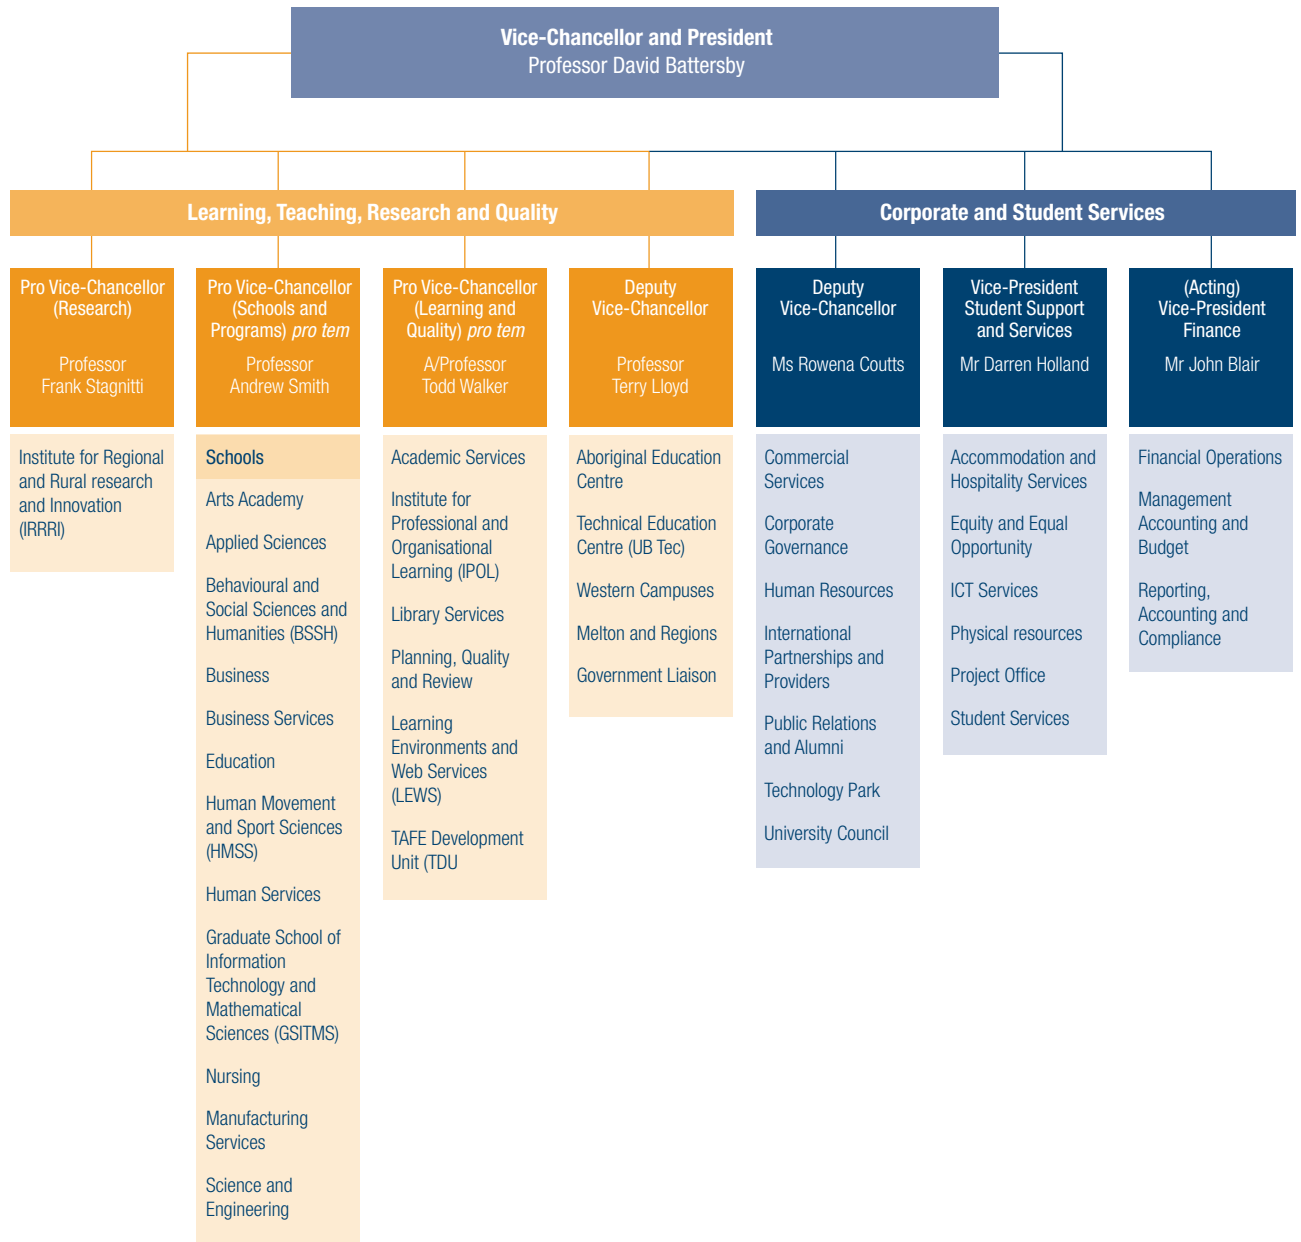 Vice-Chancellor and President
Professor David Battersby
Learning, Teaching, Research and Quality
Corporate and Student Services
Pro Vice-Chancellor
(Research)
Professor
Frank Stagnitti
Institute for Regional
and Rural research
and Innovation
(IRRRI)
Pro Vice-Chancellor
(Schools and
Programs) pro tem
Professor
Andrew Smith
Schools
Arts Academy
Applied Sciences
Behavioural and
Social Sciences and
Humanities (BSSH)
Business
Business Services
Education
Human Movement
and Sport Sciences
(HMSS)
Human Services
Graduate School of
Information
Technology and
Mathematical
Sciences (GSITMS)
Nursing
Manufacturing
Services
Science and
Engineering
Pro Vice-Chancellor
(Learning and
Quality) pro tem
A/Professor
Todd Walker
Academic Services
Institute for
Professional and
Organisational
Learning (IPOL)
Library Services
Planning, Quality
and Review
Learning
Environments and
Web Services
(LEWS)
TAFE Development
Unit (TDU
Deputy
Vice-Chancellor
Professor
Terry Lloyd
Aboriginal Education
Centre
Technical Education
Centre (UB Tec)
Western Campuses
Melton and Regions
Government Liaison
Deputy
Vice-Chancellor
Ms Rowena Coutts
Commercial
Services
Corporate
Governance
Human Resources
International
Partnerships and
Providers
Public Relations
and Alumni
Technology Park
University Council
Vice-President
Student Support
and Services
Mr Darren Holland
Accommodation and
Hospitality Services
Equity and Equal
Opportunity
ICT Services
Physical resources
Project Office
Student Services
(Acting)
Vice-President
Finance
Mr John Blair
Financial Operations
Management
Accounting and
Budget
Reporting,
Accounting and
Compliance